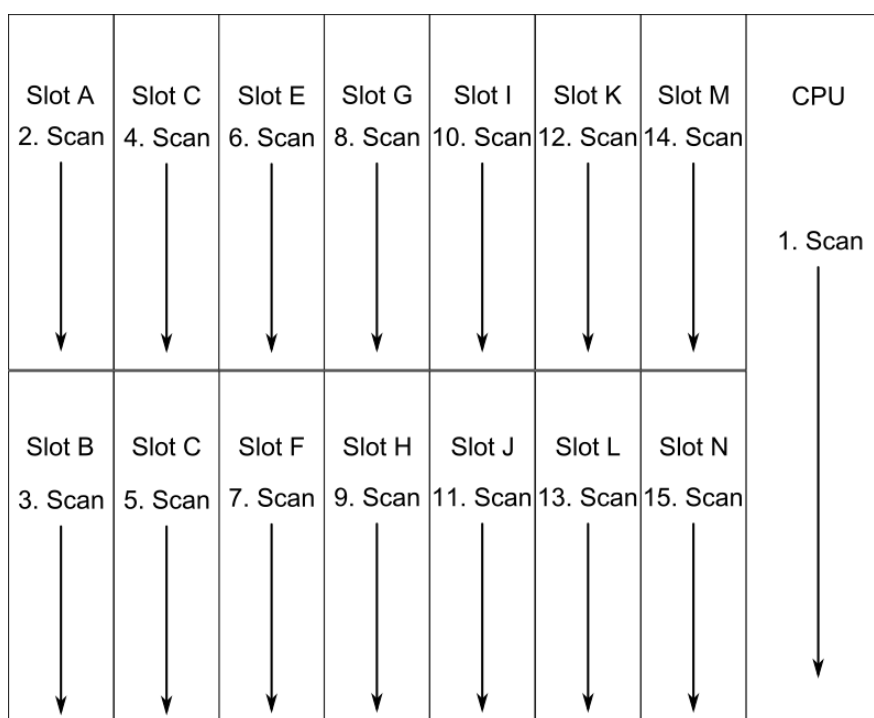 Slot A Slot C Slot E Slot G Slot I Slot K Slot M CPU
2. Scan 4. Scan 6. Scan 8. Scan 10. Scan 12. Scan 14. Scan
1. Scan
Slot B Slot C Slot F Slot H Slot J Slot L Slot N
3. Scan 5. Scan 7. Scan 9. Scan 11. Scan 13. Scan 15. Scan